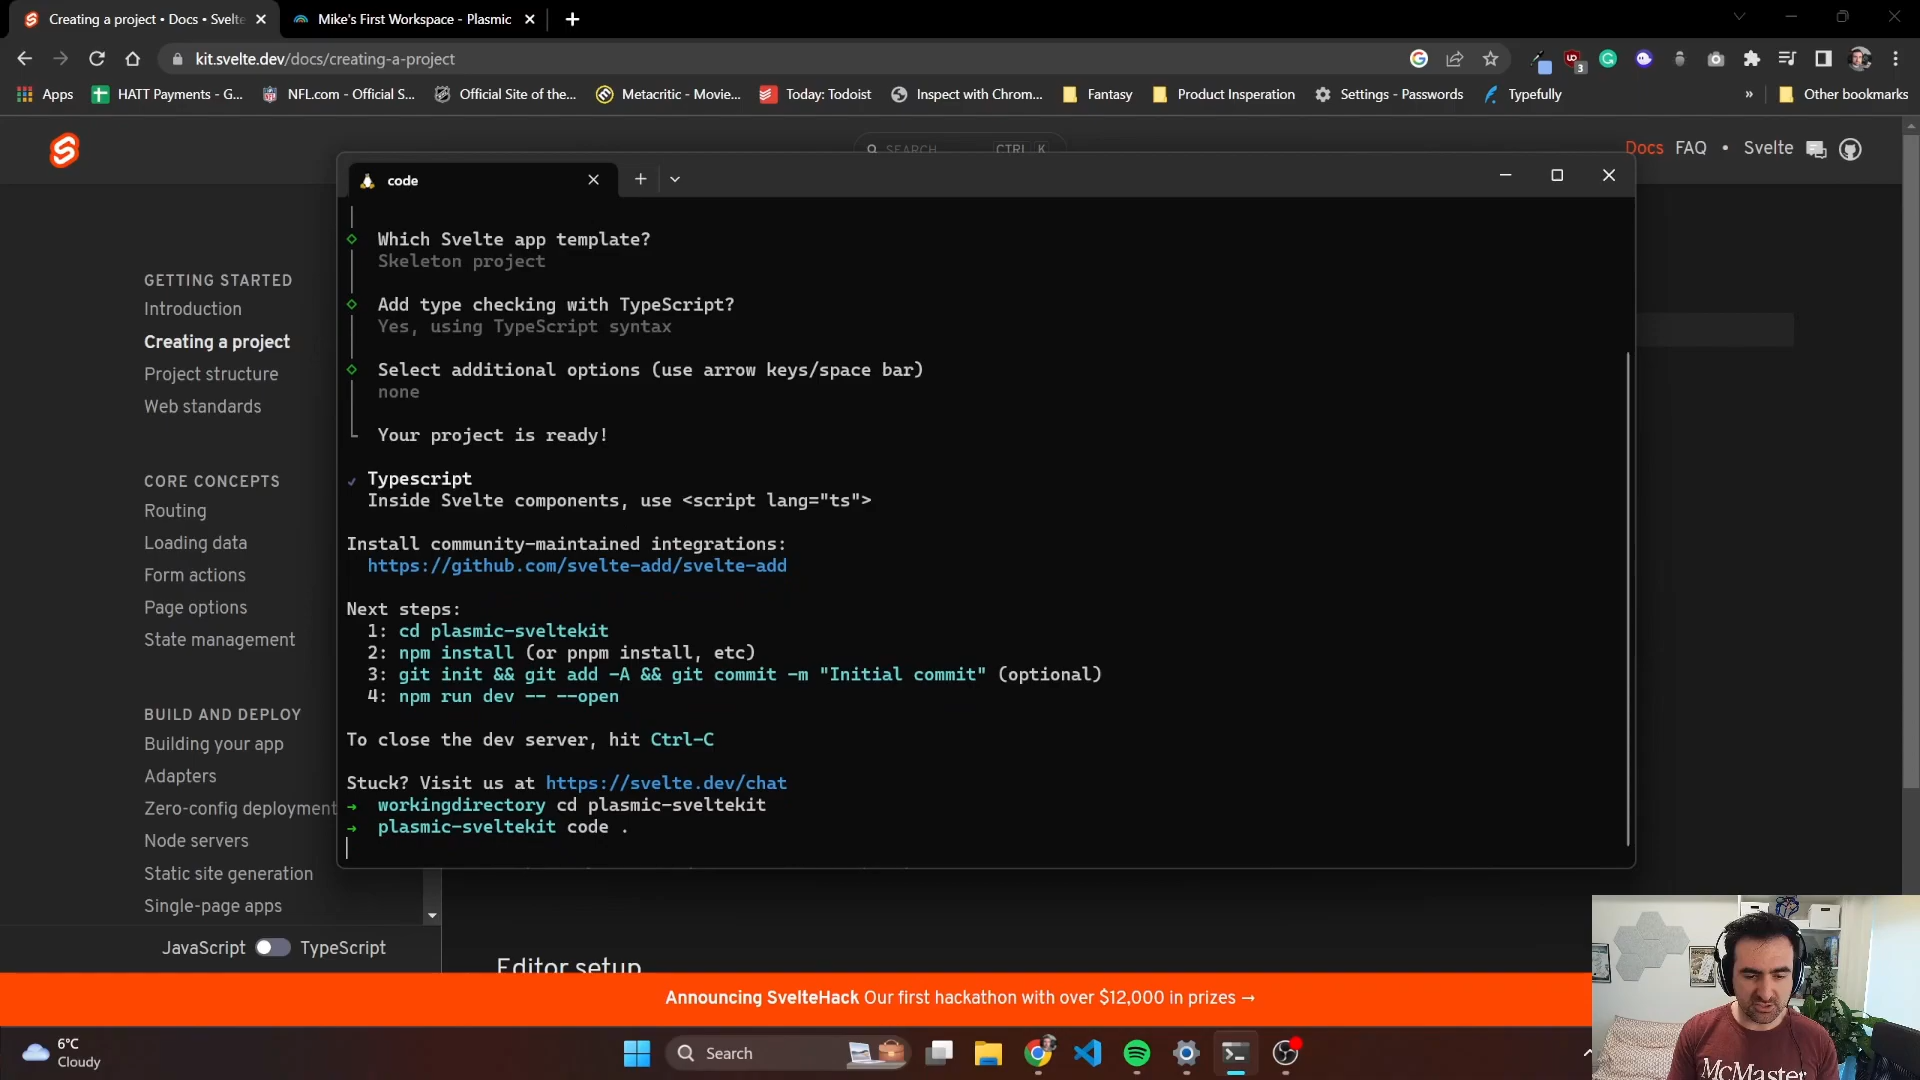 Creating a project • Docs • Svelte
Mike's First Workspace - Plasmic
kit.svelte.dev/docs/creating-a-project
3
Apps
HATT Payments - G...
NFL.com - Official S...
Official Site of the...
Metacritic - Movie...
Today: Todoist
Inspect with Chrom...
Fantasy
Product Insperation
Settings - Passwords
Typefully
»
Other bookmarks
SEARCH CTRL K
Docs FAQ • Svelte
code
GETTING STARTED
Introduction
Creating a project
Project structure
Web standards
CORE CONCEPTS
Routing
Loading data
Form actions
Page options
State management
BUILD AND DEPLOY
Building your app
Adapters
Zero-config deployment
Node servers
Static site generation
Single-page apps
JavaScript TypeScript
Which Svelte app template?
Skeleton project
Add type checking with TypeScript?
Yes, using TypeScript syntax
Select additional options (use arrow keys/space bar)
none
Your project is ready!
✔ Typescript
Inside Svelte components, use <script lang="ts">
Install community-maintained integrations:
https://github.com/svelte-add/svelte-add
Next steps:
1: cd plasmic-sveltekit
2: npm install (or pnpm install, etc)
3: git init && git add -A && git commit -m "Initial commit" (optional)
4: npm run dev -- --open
To close the dev server, hit Ctrl-C
Stuck? Visit us at https://svelte.dev/chat
→ workingdirectory cd plasmic-sveltekit
→ plasmic-sveltekit code .
Editor setup
Announcing SvelteHack Our first hackathon with over $12,000 in prizes →
McMaster
6°C
Cloudy
Search